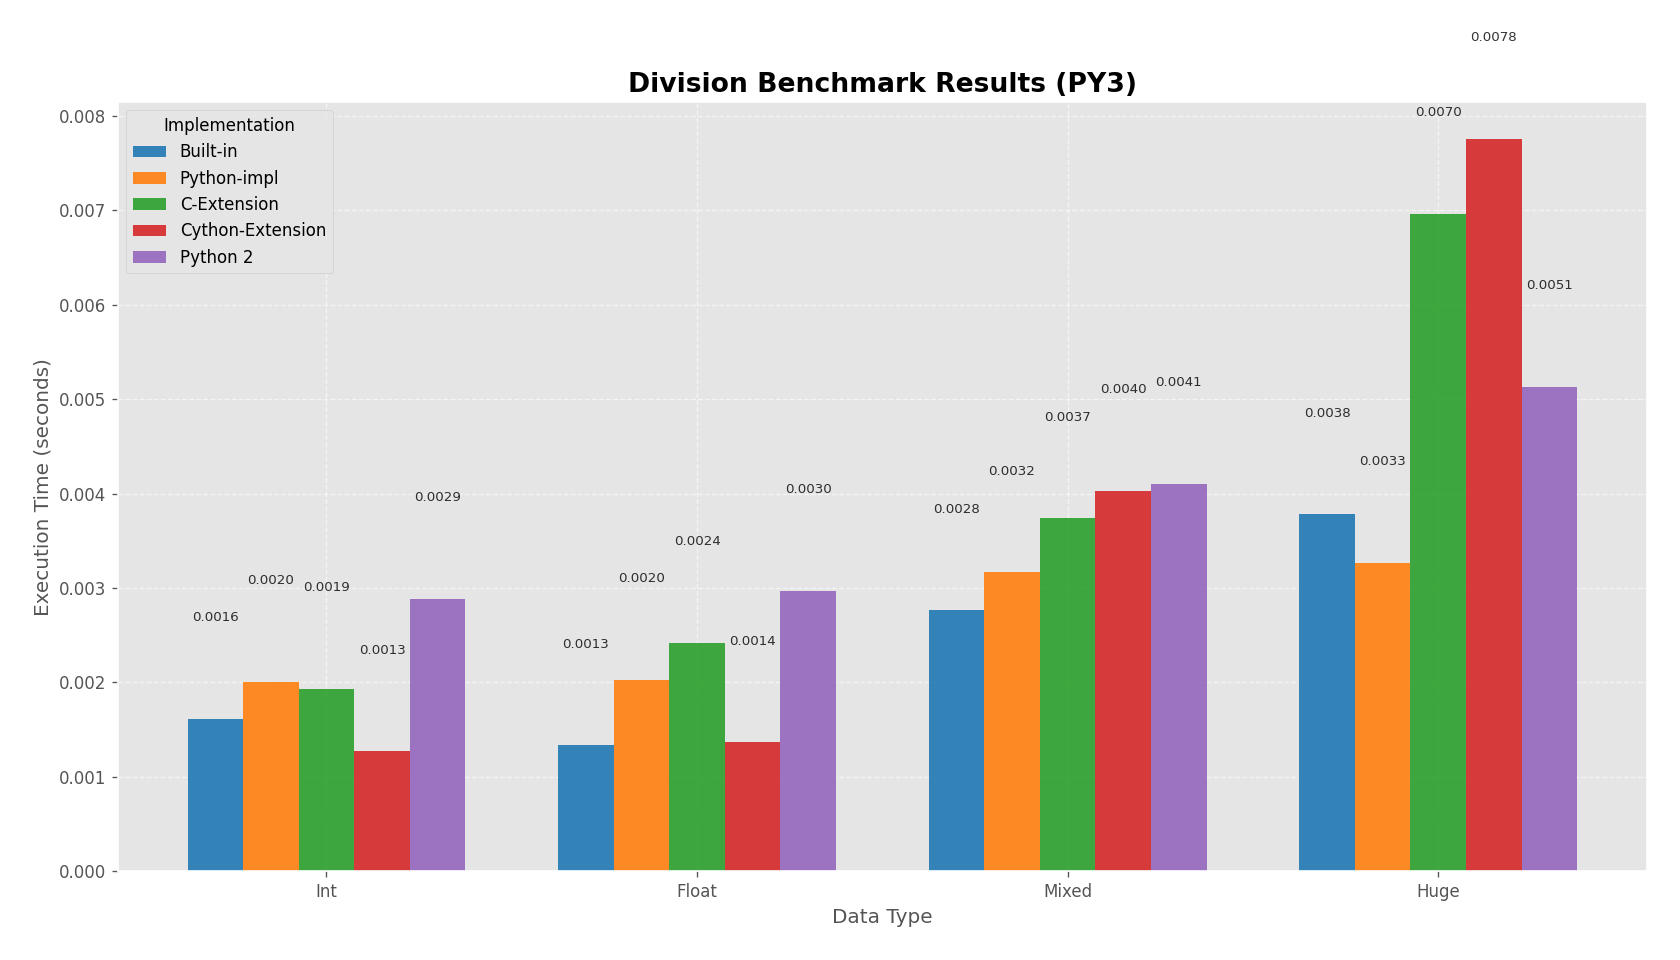 Division Benchmark Results (PY3)
Implementation
Built-in
Python-impl
C-Extension
Cython-Extension
Python 2
Execution Time (seconds)
0.008
0.007
0.006
0.005
0.004
0.003
0.002
0.001
0.000
0.0016
0.0020
0.0019
0.0013
0.0029
0.0013
0.0020
0.0024
0.0014
0.0030
0.0028
0.0032
0.0037
0.0040
0.0041
0.0038
0.0033
0.0070
0.0078
0.0051
Int
Float
Mixed
Huge
Data Type